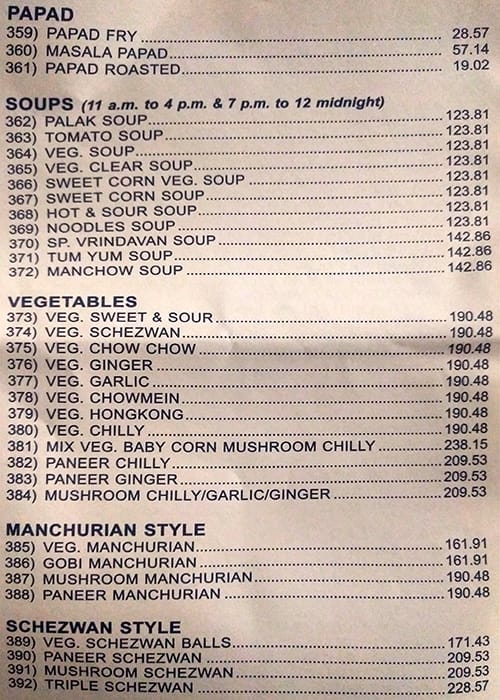 PAPAD
359) PAPAD FRY 28.57
360) MASALA PAPAD 57.14
361) PAPAD ROASTED 19.02
SOUPS (11 a.m. to 4 p.m. & 7 p.m. to 12 midnight)
362) PALAK SOUP 123.81
363) TOMATO SOUP 123.81
364) VEG. SOUP 123.81
365) VEG. CLEAR SOUP 123.81
366) SWEET CORN VEG. SOUP 123.81
367) SWEET CORN SOUP 123.81
368) HOT & SOUR SOUP 123.81
369) NOODLES SOUP 123.81
370) SP. VRINDAVAN SOUP 142.86
371) TUM YUM SOUP 142.86
372) MANCHOW SOUP 142.86
VEGETABLES
373) VEG. SWEET & SOUR 190.48
374) VEG. SCHEZWAN 190.48
375) VEG. CHOW CHOW 190.48
376) VEG. GINGER 190.48
377) VEG. GARLIC 190.48
378) VEG. CHOWMEIN 190.48
379) VEG. HONGKONG 190.48
380) VEG. CHILLY 190.48
381) MIX VEG. BABY CORN MUSHROOM CHILLY 238.15
382) PANEER CHILLY 209.53
383) PANEER GINGER 209.53
384) MUSHROOM CHILLY/GARLIC/GINGER 209.53
MANCHURIAN STYLE
385) VEG. MANCHURIAN 161.91
386) GOBI MANCHURIAN 161.91
387) MUSHROOM MANCHURIAN 190.48
388) PANEER MANCHURIAN 190.48
SCHEZWAN STYLE
389) VEG. SCHEZWAN BALLS 171.43
390) PANEER SCHEZWAN 209.53
391) MUSHROOM SCHEZWAN 209.53
392) TRIPLE SCHEZWAN 228.57